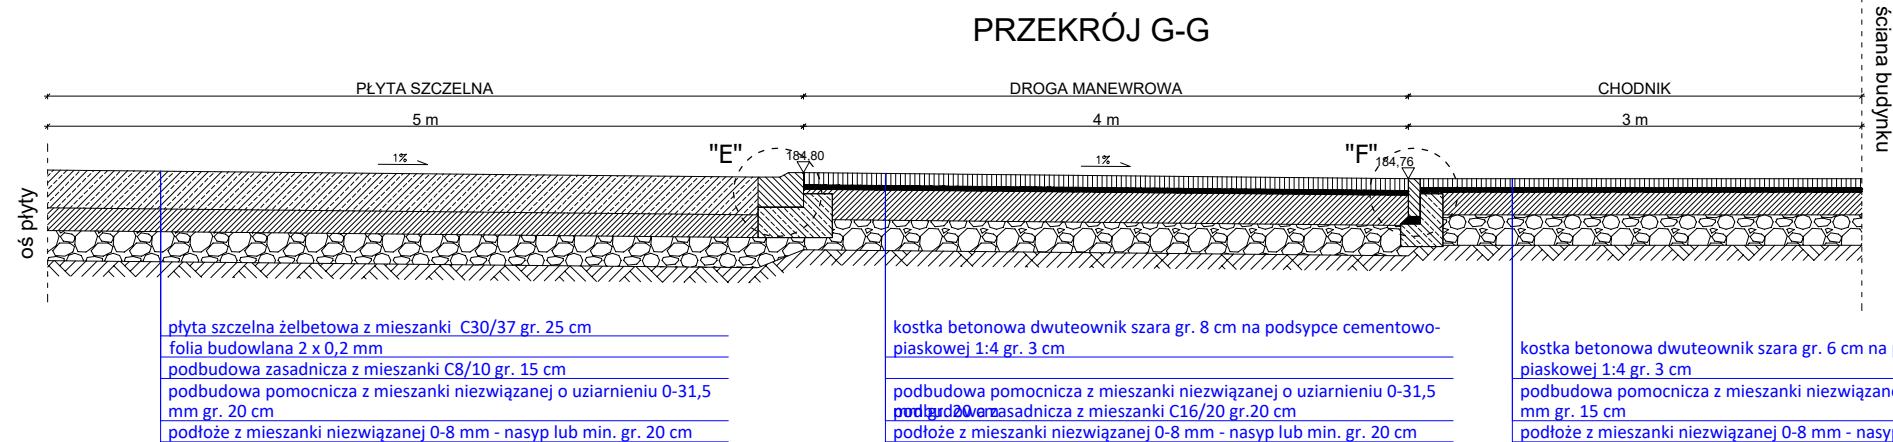 PRZEKRÓJ G-G
ściana budynku
PŁYTA SZCZELNA
DROGA MANEWROWA
CHODNIK
5 m
4 m
3 m
oś płyty
1%
"E"
184,80
1%
"F"
184,76
płyta szczelna żelbetowa z mieszanki C30/37 gr. 25 cm
folia budowlana 2 x 0,2 mm
podbudowa zasadnicza z mieszanki C8/10 gr. 15 cm
podbudowa pomocnicza z mieszanki niezwiązanej o uziarnieniu 0-31,5
mm gr. 20 cm
podłoże z mieszanki niezwiązanej 0-8 mm - nasyp lub min. gr. 20 cm
kostka betonowa dwuteownik szara gr. 8 cm na podsypce cementowo-
piaskowej 1:4 gr. 3 cm
podbudowa pomocnicza z mieszanki niezwiązanej o uziarnieniu 0-31,5
mm gr. 20 cm
podbudowa zasadnicza z mieszanki C16/20 gr.20 cm
podłoże z mieszanki niezwiązanej 0-8 mm - nasyp lub min. gr. 20 cm
kostka betonowa dwuteownik szara gr. 6 cm na
piaskowej 1:4 gr. 3 cm
podbudowa pomocnicza z mieszanki niezwiązane
mm gr. 15 cm
podłoże z mieszanki niezwiązanej 0-8 mm - nasyp